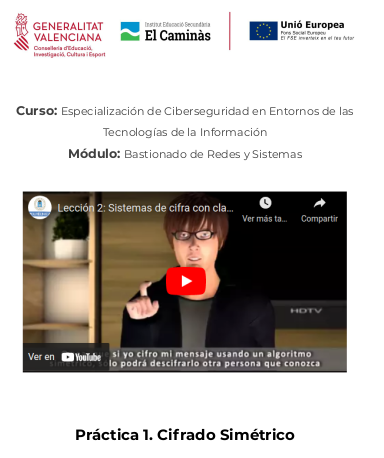 GENERALITAT
VALENCIANA
Conselleria d'Educació,
Investigació, Cultura i Esport
Institut Educació Secundària
El Caminàs
Unió Europea
Fons Social Europeu
El FSE inverteix en el teu futur
Curso: Especialización de Ciberseguridad en Entornos de las
Tecnologías de la Información
Módulo: Bastionado de Redes y Sistemas
Lección 2: Sistemas de cifra con cla...
Ver más ta...
Compartir
HDTV
si yo cifro mi mensaje usando un algoritmo
simétrico, sólo podrá descifrarlo otra persona que conozca
Ver en YouTube
Práctica 1. Cifrado Simétrico